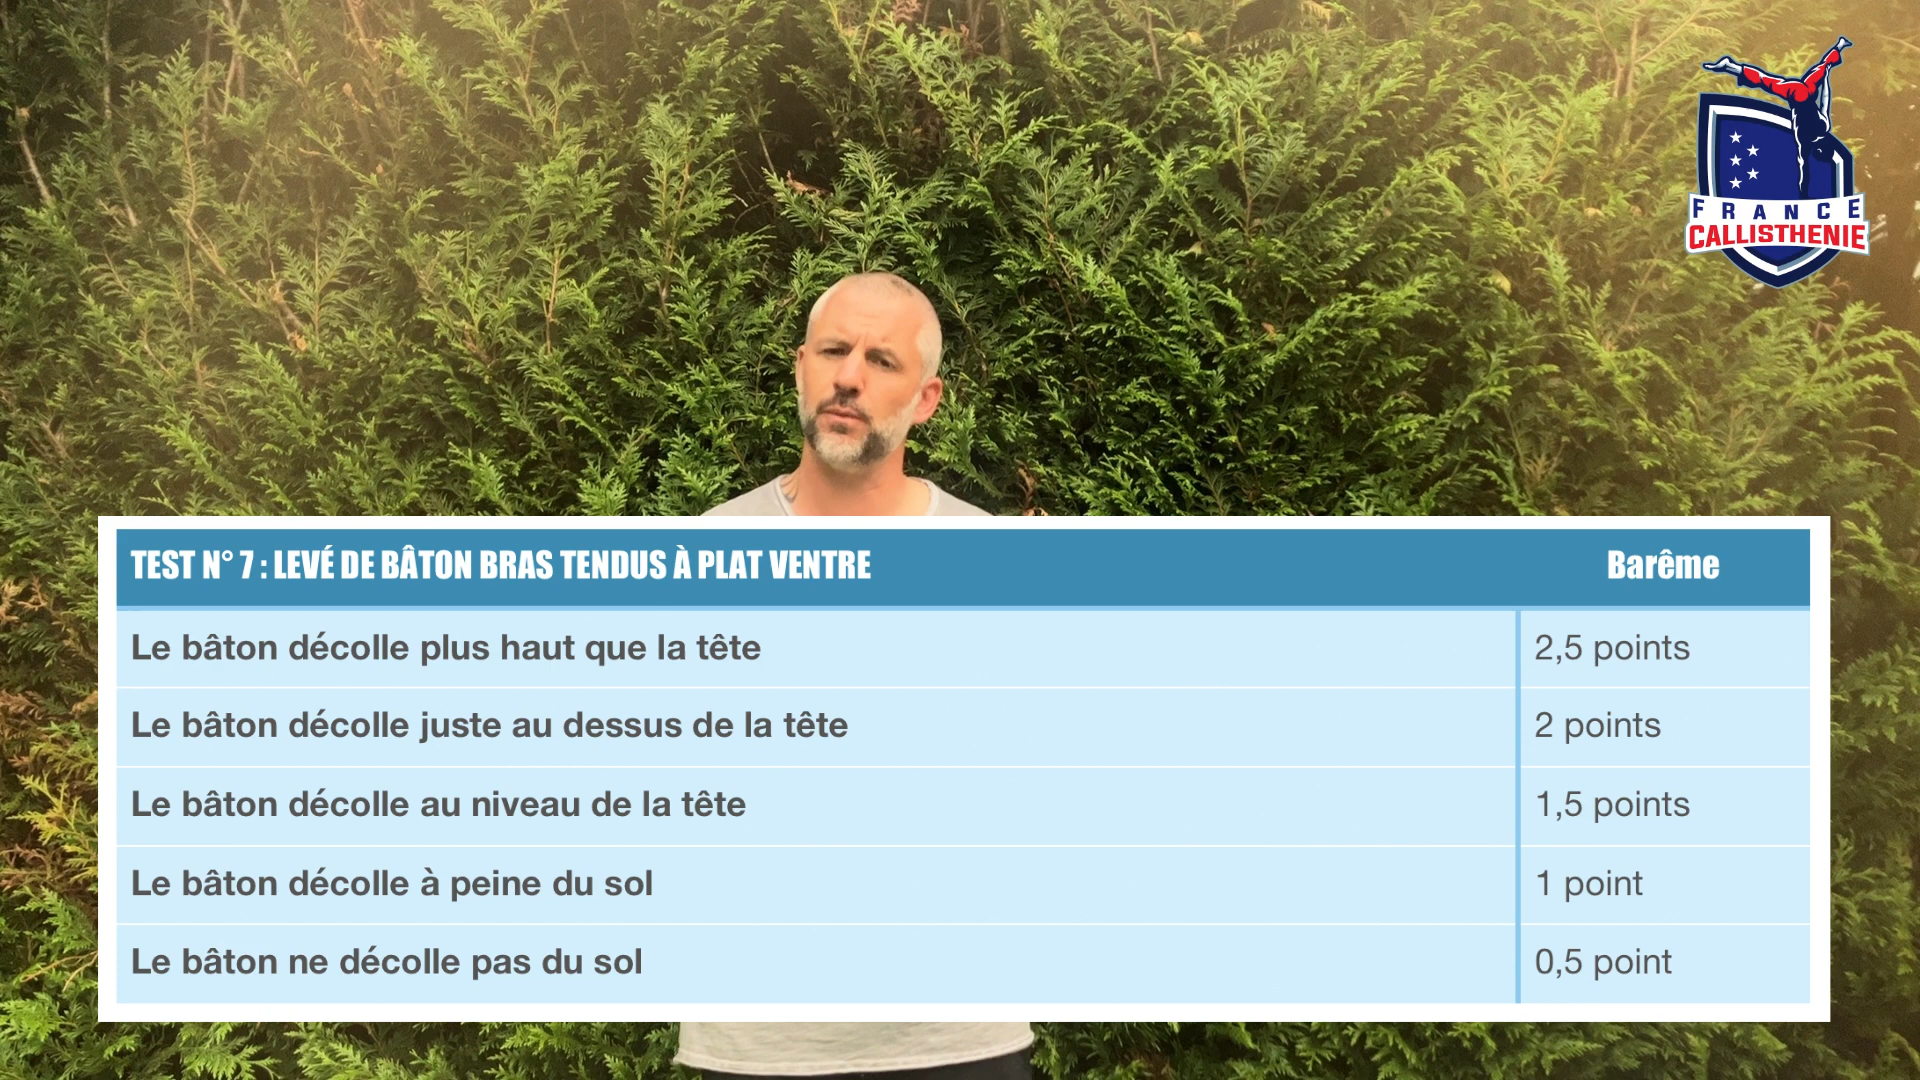 FRANCE
CALLISTHENIE
TEST N° 7 : LEVÉ DE BÂTON BRAS TENDUS À PLAT VENTRE Barême
Le bâton décolle plus haut que la tête 2,5 points
Le bâton décolle juste au dessus de la tête 2 points
Le bâton décolle au niveau de la tête 1,5 points
Le bâton décolle à peine du sol 1 point
Le bâton ne décolle pas du sol 0,5 point